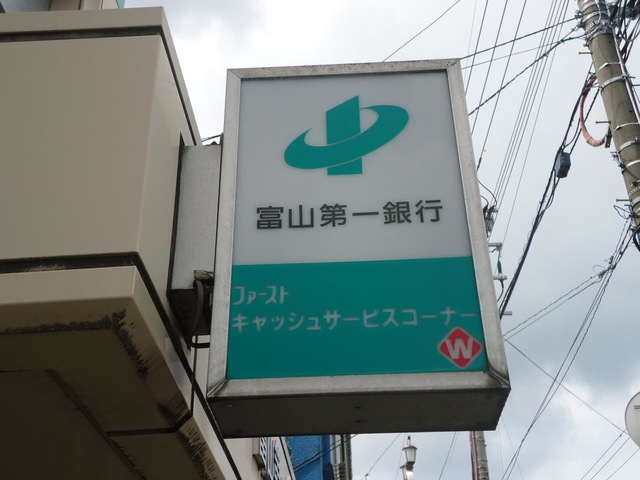 富山第一銀行
ファースト
キャッシュサービスコーナー
W